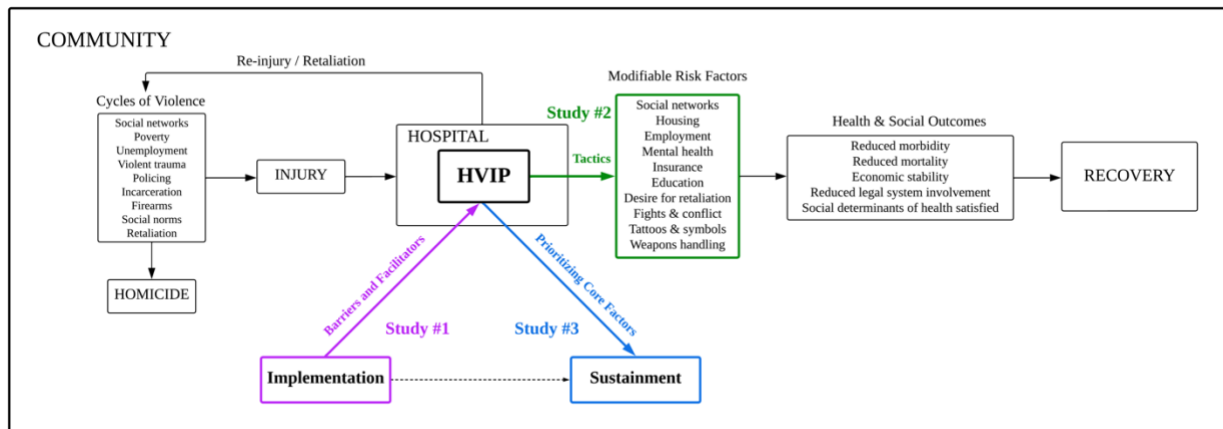 COMMUNITY
Re-injury / Retaliation
Cycles of Violence
Social networks
Poverty
Unemployment
Violent trauma
Policing
Incarceration
Firearms
Social norms
Retaliation
HOMICIDE
INJURY
HOSPITAL
HVIP
Study #2
Tactics
Modifiable Risk Factors
Social networks
Housing
Employment
Mental health
Insurance
Education
Desire for retaliation
Fights & conflict
Tattoos & symbols
Weapons handling
Health & Social Outcomes
Reduced morbidity
Reduced mortality
Economic stability
Reduced legal system involvement
Social determinants of health satisfied
RECOVERY
Barriers and Facilitators
Study #1
Prioritizing Core Factors
Study #3
Implementation
Sustainment